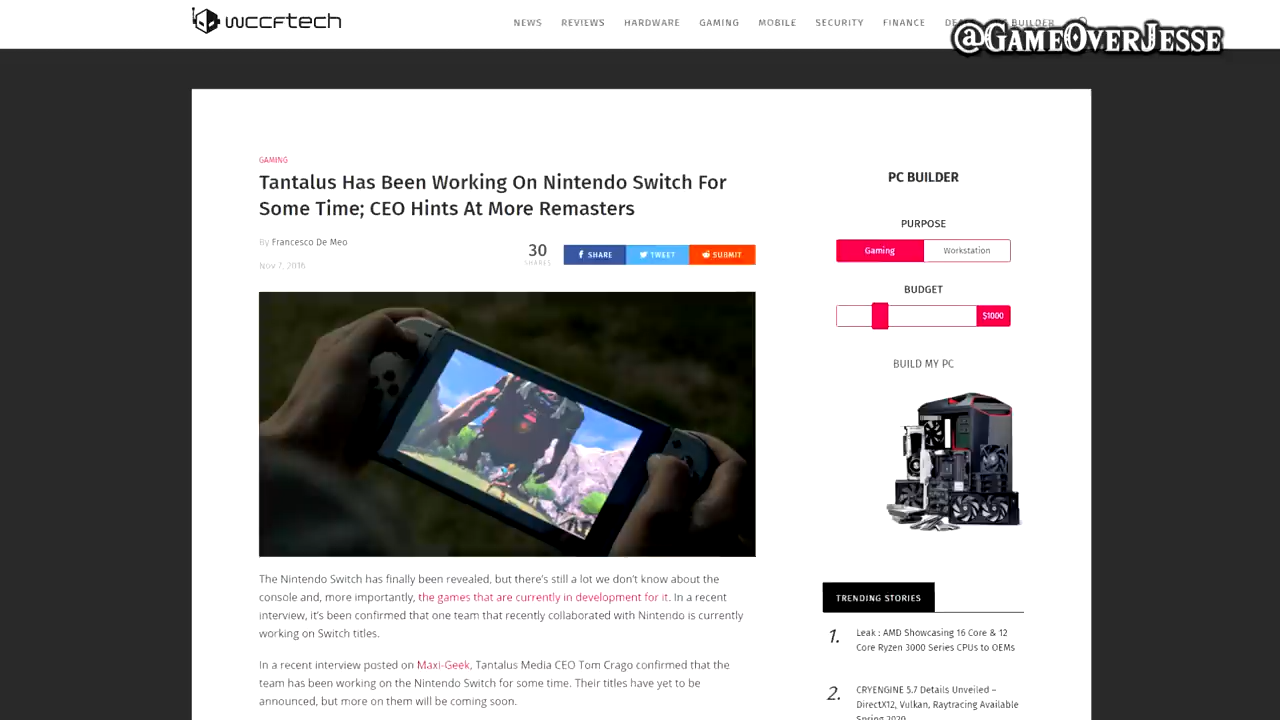 wccftech
NEWS REVIEWS HARDWARE GAMING MOBILE SECURITY FINANCE BUILDER
@GameOverJesse
GAMING
Tantalus Has Been Working On Nintendo Switch For
Some Time; CEO Hints At More Remasters
By Francesco De Meo
Nov 7, 2016
30
SHARES
SHARE TWEET SUBMIT
The Nintendo Switch has finally been revealed, but there's still a lot we don't know about the
console and, more importantly, the games that are currently in development for it. In a recent
interview, it's been confirmed that one team that recently collaborated with Nintendo is currently
working on Switch titles.
In a recent interview posted on Maxi-Geek, Tantalus Media CEO Tom Crago confirmed that the
team has been working on the Nintendo Switch for some time. Their titles have yet to be
announced, but more on them will be coming soon.
PC BUILDER
PURPOSE
Gaming Workstation
BUDGET
$1000
BUILD MY PC
TRENDING STORIES
1. Leak : AMD Showcasing 16 Core & 12
Core Ryzen 3000 Series CPUs to OEMs
2. CRYENGINE 5.7 Details Unveiled –
DirectX12, Vulkan, Raytracing Available
Spring 2020